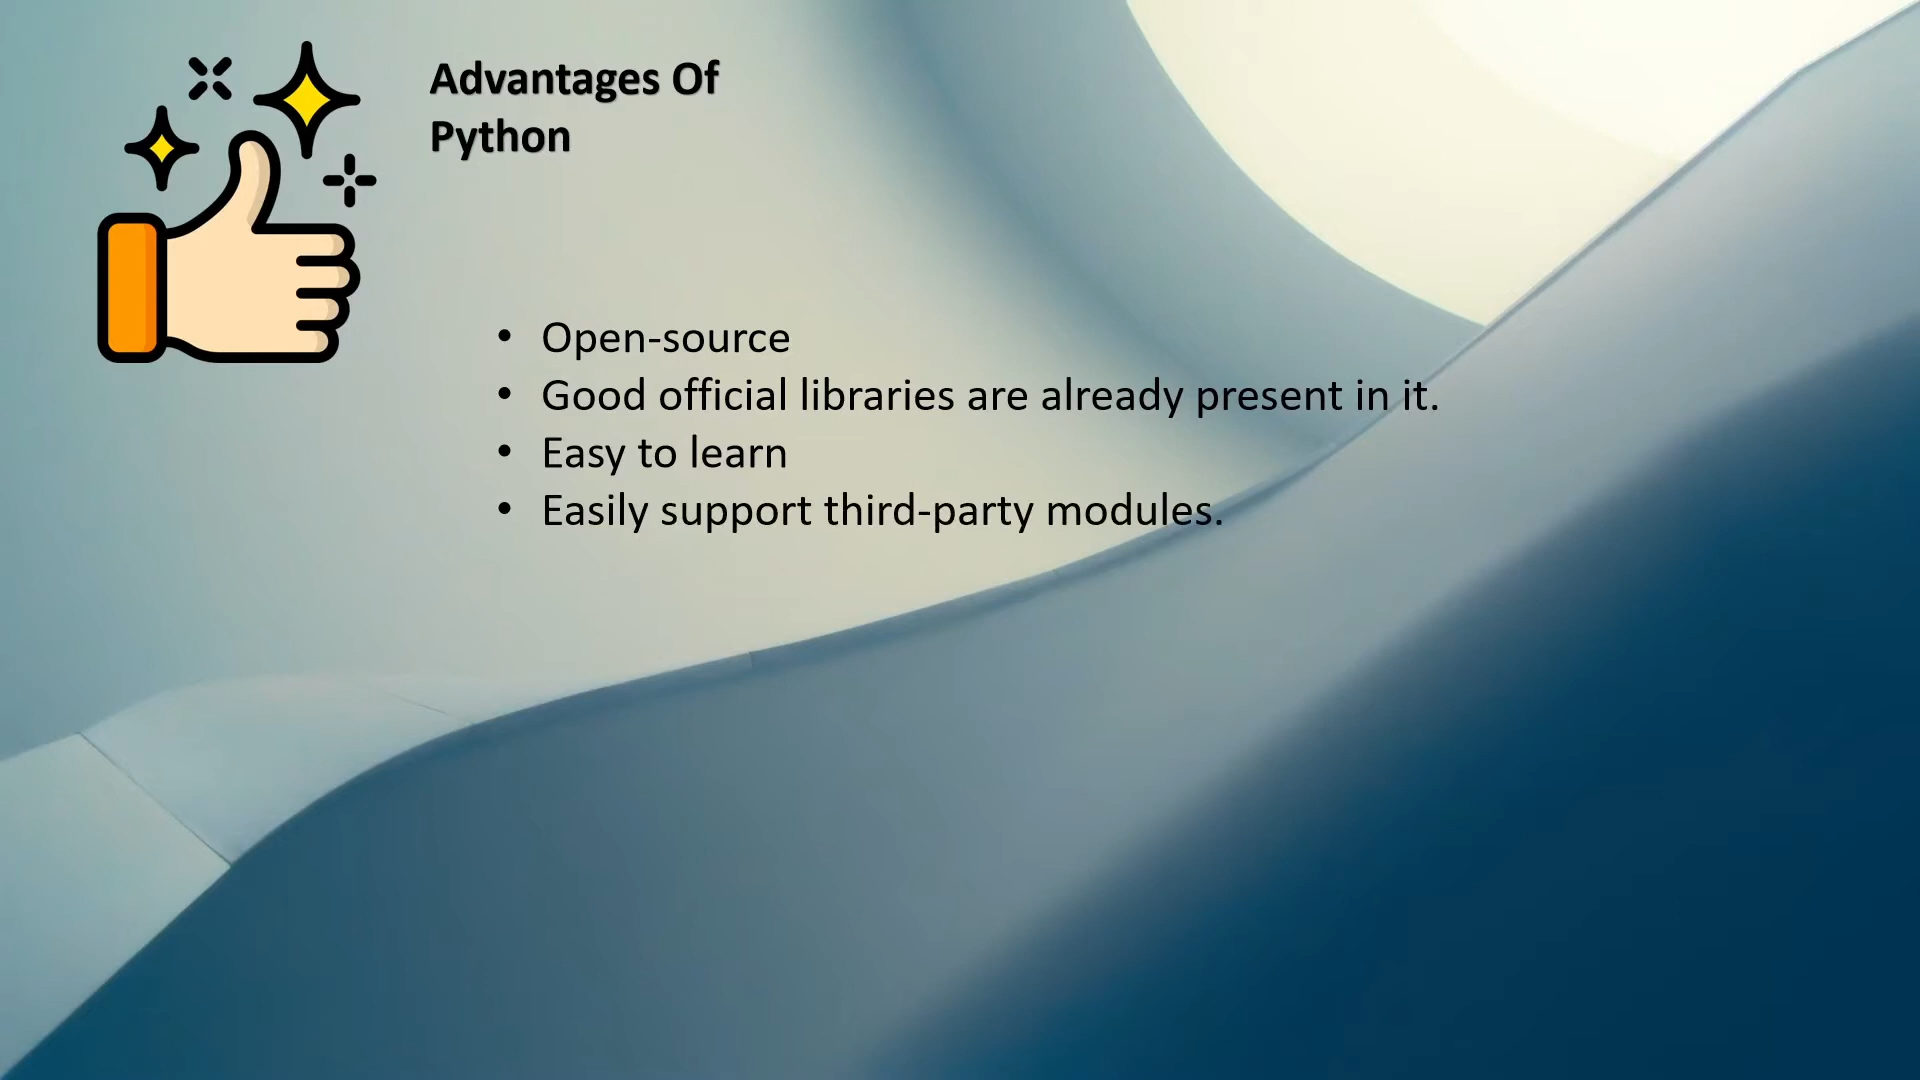 Advantages Of
Python
• Open-source
• Good official libraries are already present in it.
• Easy to learn
• Easily support third-party modules.